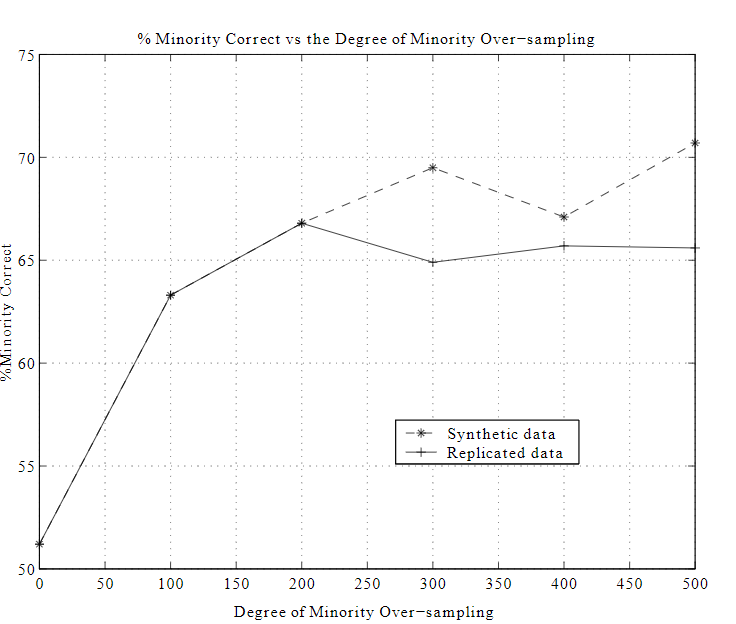 % Minority Correct vs the Degree of Minority Over−sampling
75
70
65
60
55
50
%Minority Correct
Synthetic data
Replicated data
0 50 100 150 200 250 300 350 400 450 500
Degree of Minority Over−sampling